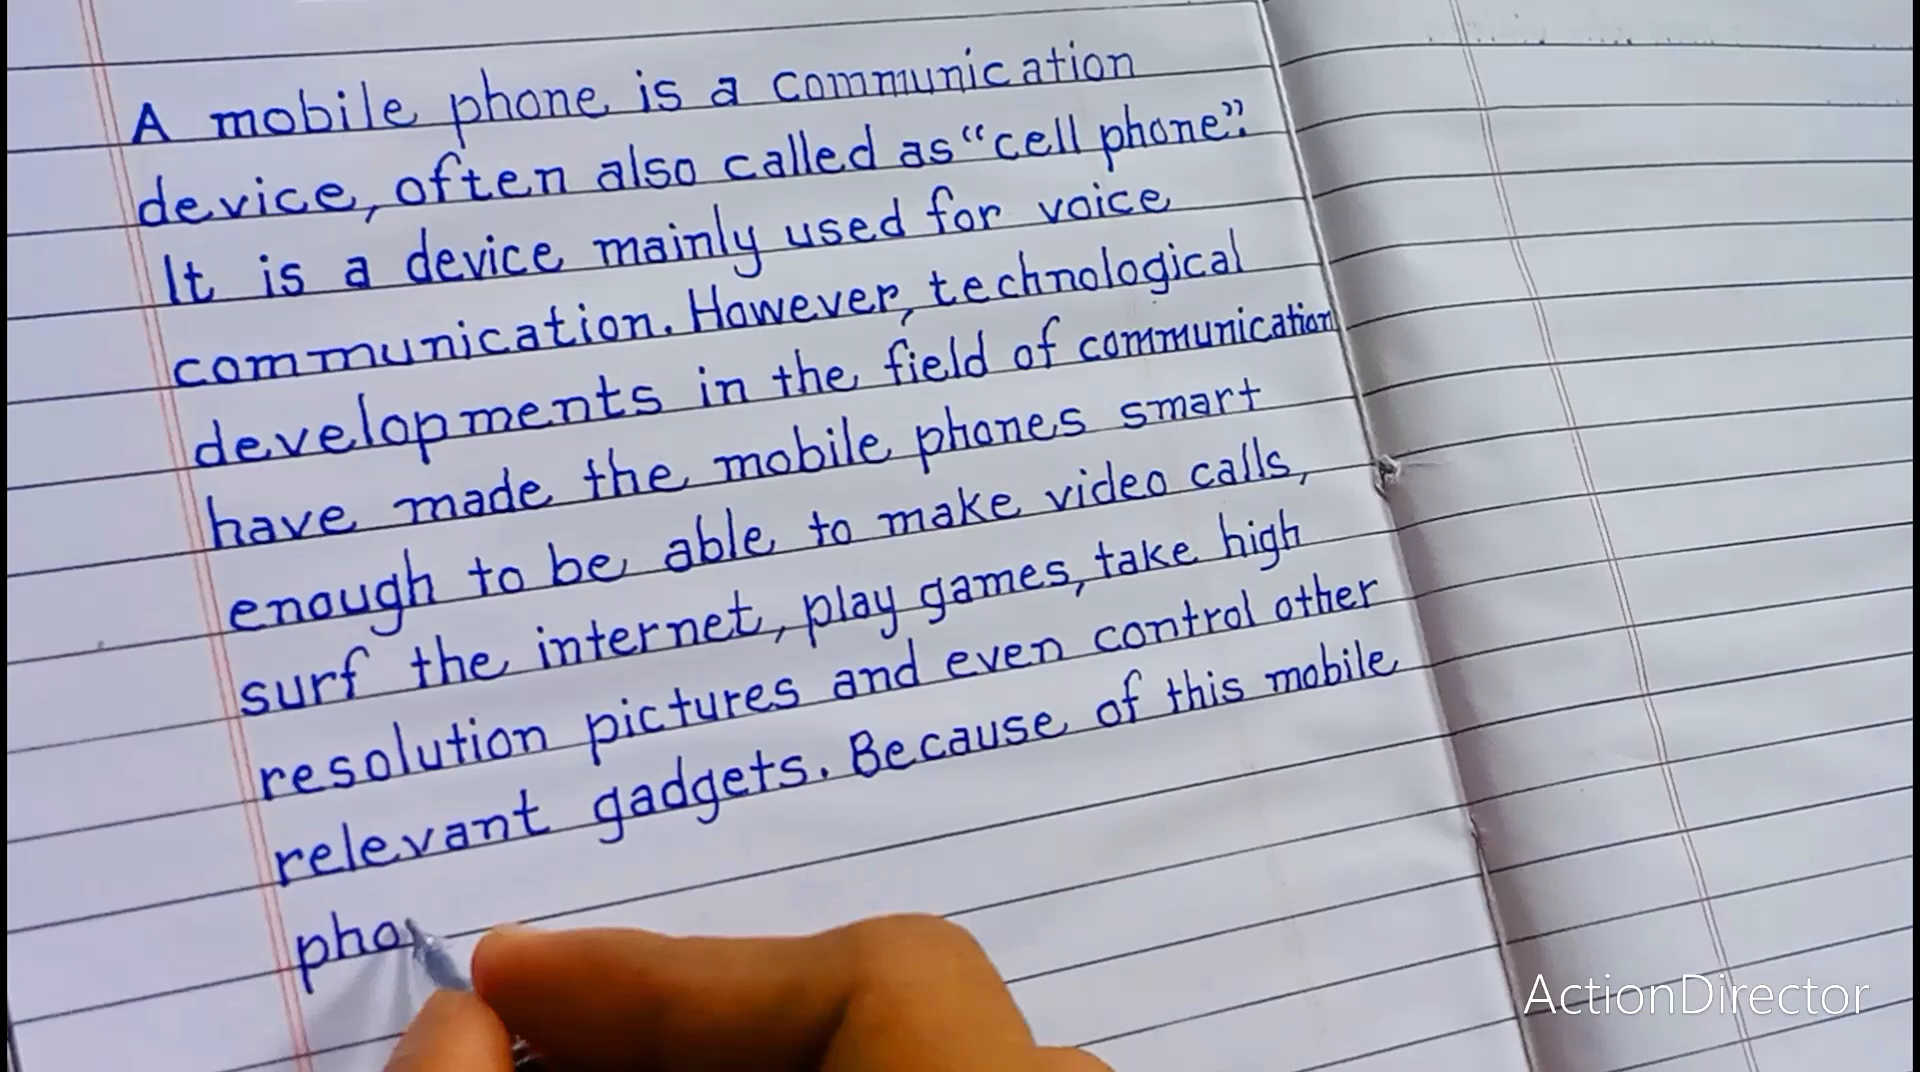 A mobile phone is a communication
device, often also called as "cell phone".
It is a device mainly used for voice
communication. However, technological
developments in the field of communication
have made the mobile phones smart
enough to be able to make video calls,
surf the internet, play games, take high
resolution pictures and even control other
relevant gadgets. Because of this mobile
pho
ActionDirector